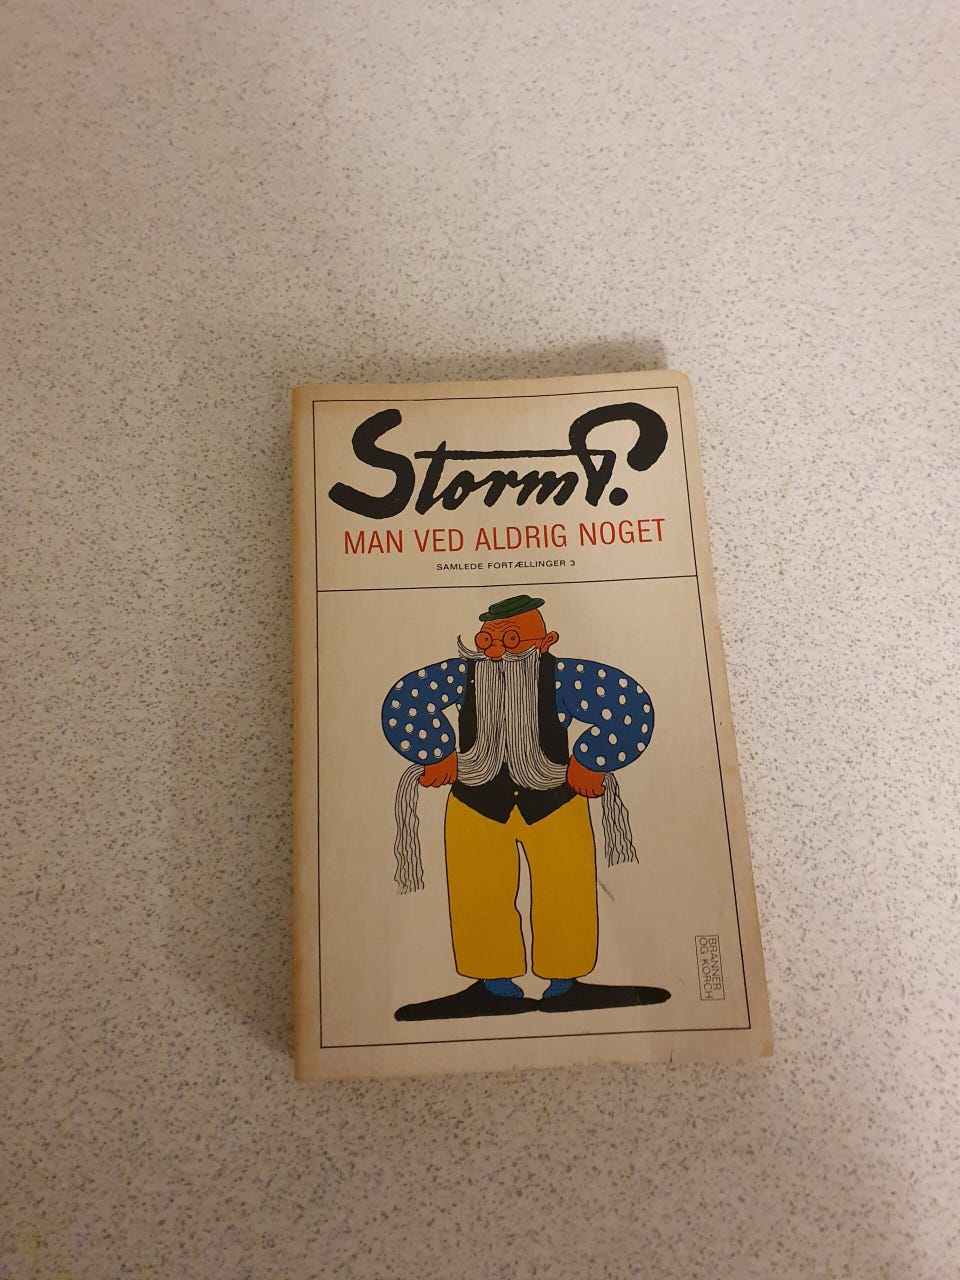 Storm P.
MAN VED ALDRIG NOGET
SAMLEDE FORTÆLLINGER 3
BRANNER
OG KORCH